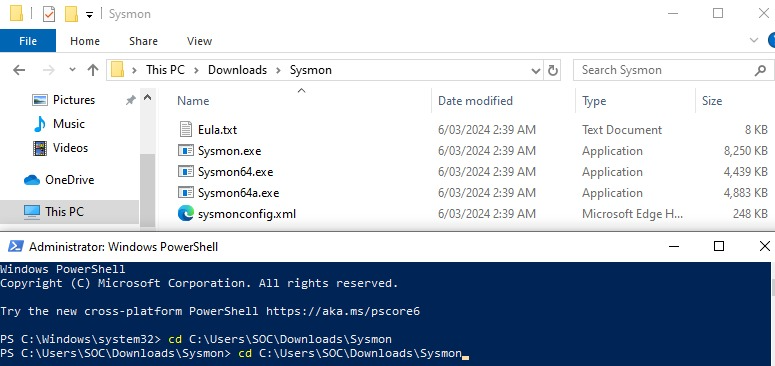 Sysmon
File Home Share View
This PC Downloads Sysmon Search Sysmon
Name Date modified Type Size
Pictures
Music
Videos
OneDrive
This PC
Eula.txt 6/03/2024 2:39 AM Text Document 8 KB
Sysmon.exe 6/03/2024 2:39 AM Application 8,250 KB
Sysmon64.exe 6/03/2024 2:39 AM Application 4,439 KB
Sysmon64a.exe 6/03/2024 2:39 AM Application 4,883 KB
sysmonconfig.xml 6/03/2024 2:39 AM Microsoft Edge H... 248 KB
Administrator: Windows PowerShell
Windows PowerShell
Copyright (C) Microsoft Corporation. All rights reserved.
Try the new cross-platform PowerShell https://aka.ms/pscore6
PS C:\Windows\system32> cd C:\Users\SOC\Downloads\Sysmon
PS C:\Users\SOC\Downloads\Sysmon> cd C:\Users\SOC\Downloads\Sysmon